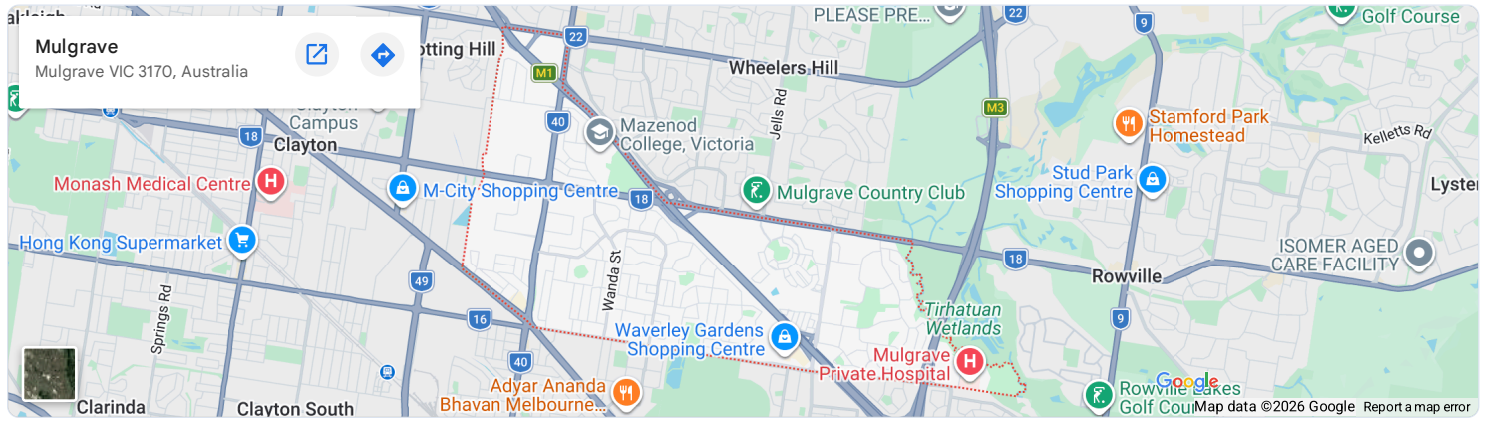 akleigh
Mulgrave
Mulgrave VIC 3170, Australia
otting Hill
22
M1
Wheelers Hill
PLEASE PRE...
22
9
Golf Course
M3
40
Jells Rd
Stamford Park
Homestead
Kelletts Rd
Clayton
Campus
18
Clayton
Mazenod
College, Victoria
Monash Medical Centre
M-City Shopping Centre
18
Mulgrave Country Club
Stud Park
Shopping Centre
Lyster
Hong Kong Supermarket
ISOMER AGED
CARE FACILITY
18
Rowville
49
Wanda St
Springs Rd
16
Tirhatuan
Wetlands
9
Waverley Gardens
Shopping Centre
40
Mulgrave
Private Hospital
Adyar Ananda
Bhavan Melbourne...
Clarinda
Clayton South
Rowville Lakes
Golf Cou
Google
Map data ©2026 Google
Report a map error